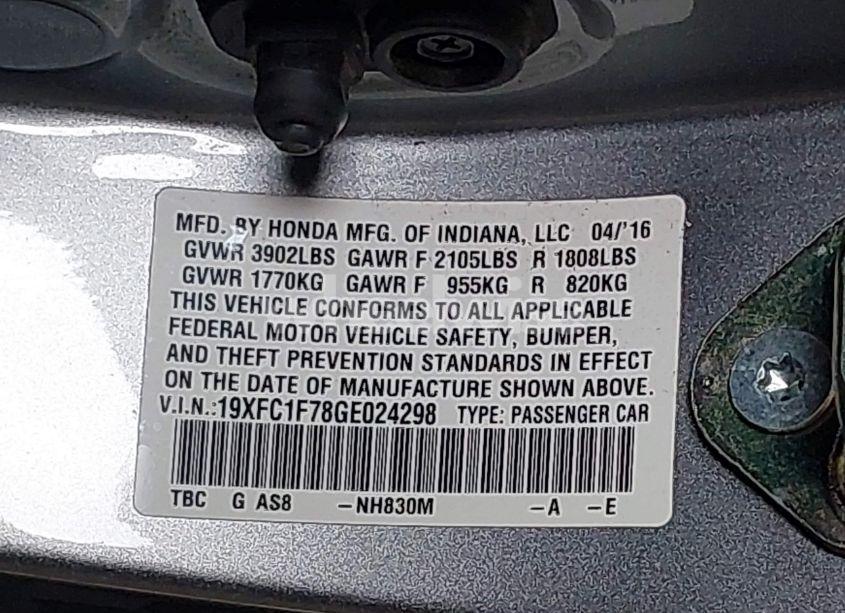 MFD. BY HONDA MFG. OF INDIANA, LLC 04/'16
GVWR 3902LBS GAWR F 2105LBS R 1808LBS
GVWR 1770KG GAWR F 955KG R 820KG
THIS VEHICLE CONFORMS TO ALL APPLICABLE
FEDERAL MOTOR VEHICLE SAFETY, BUMPER,
AND THEFT PREVENTION STANDARDS IN EFFECT
ON THE DATE OF MANUFACTURE SHOWN ABOVE.
V.I.N.:19XFC1F78GE024298 TYPE: PASSENGER CAR
TBC G AS8 –NH830M –A –E